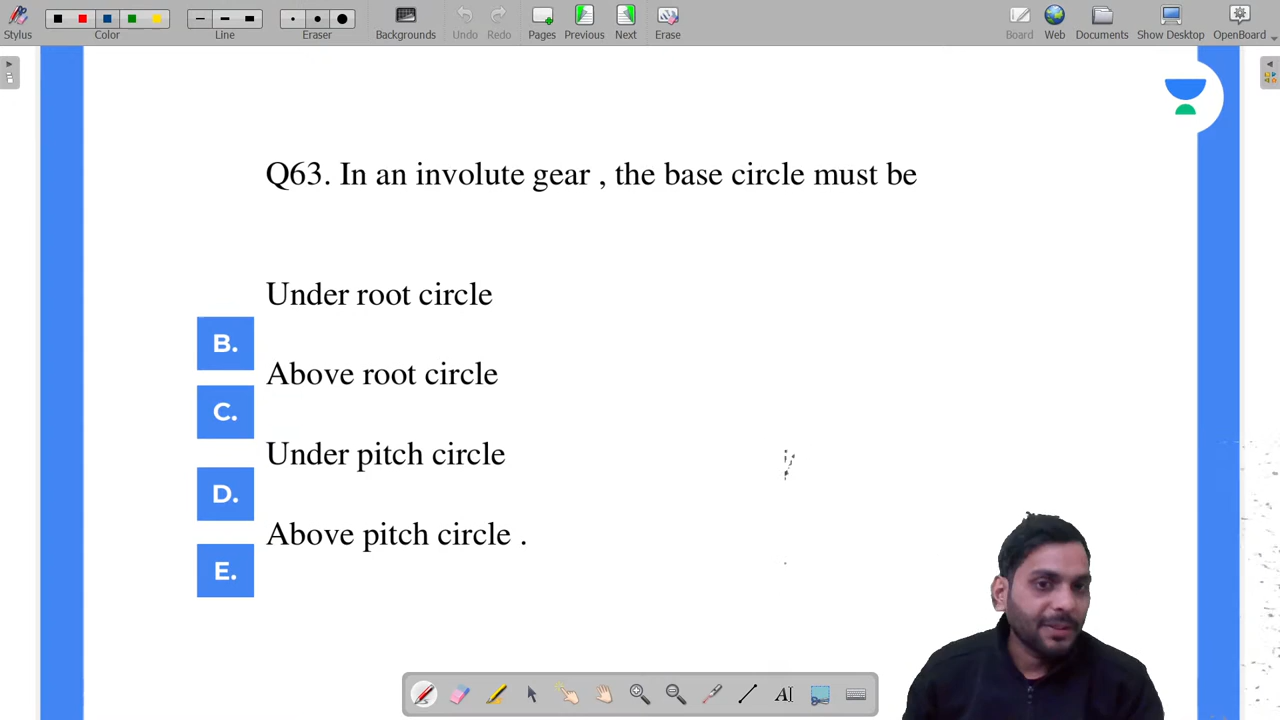 Stylus
Color
Line
Eraser
Backgrounds
Undo
Redo
Pages
Previous
Next
Erase
Board
Web
Documents
Show Desktop
OpenBoard
Q63. In an involute gear , the base circle must be
Under root circle
B.
Above root circle
C.
Under pitch circle
D.
Above pitch circle .
E.
AI